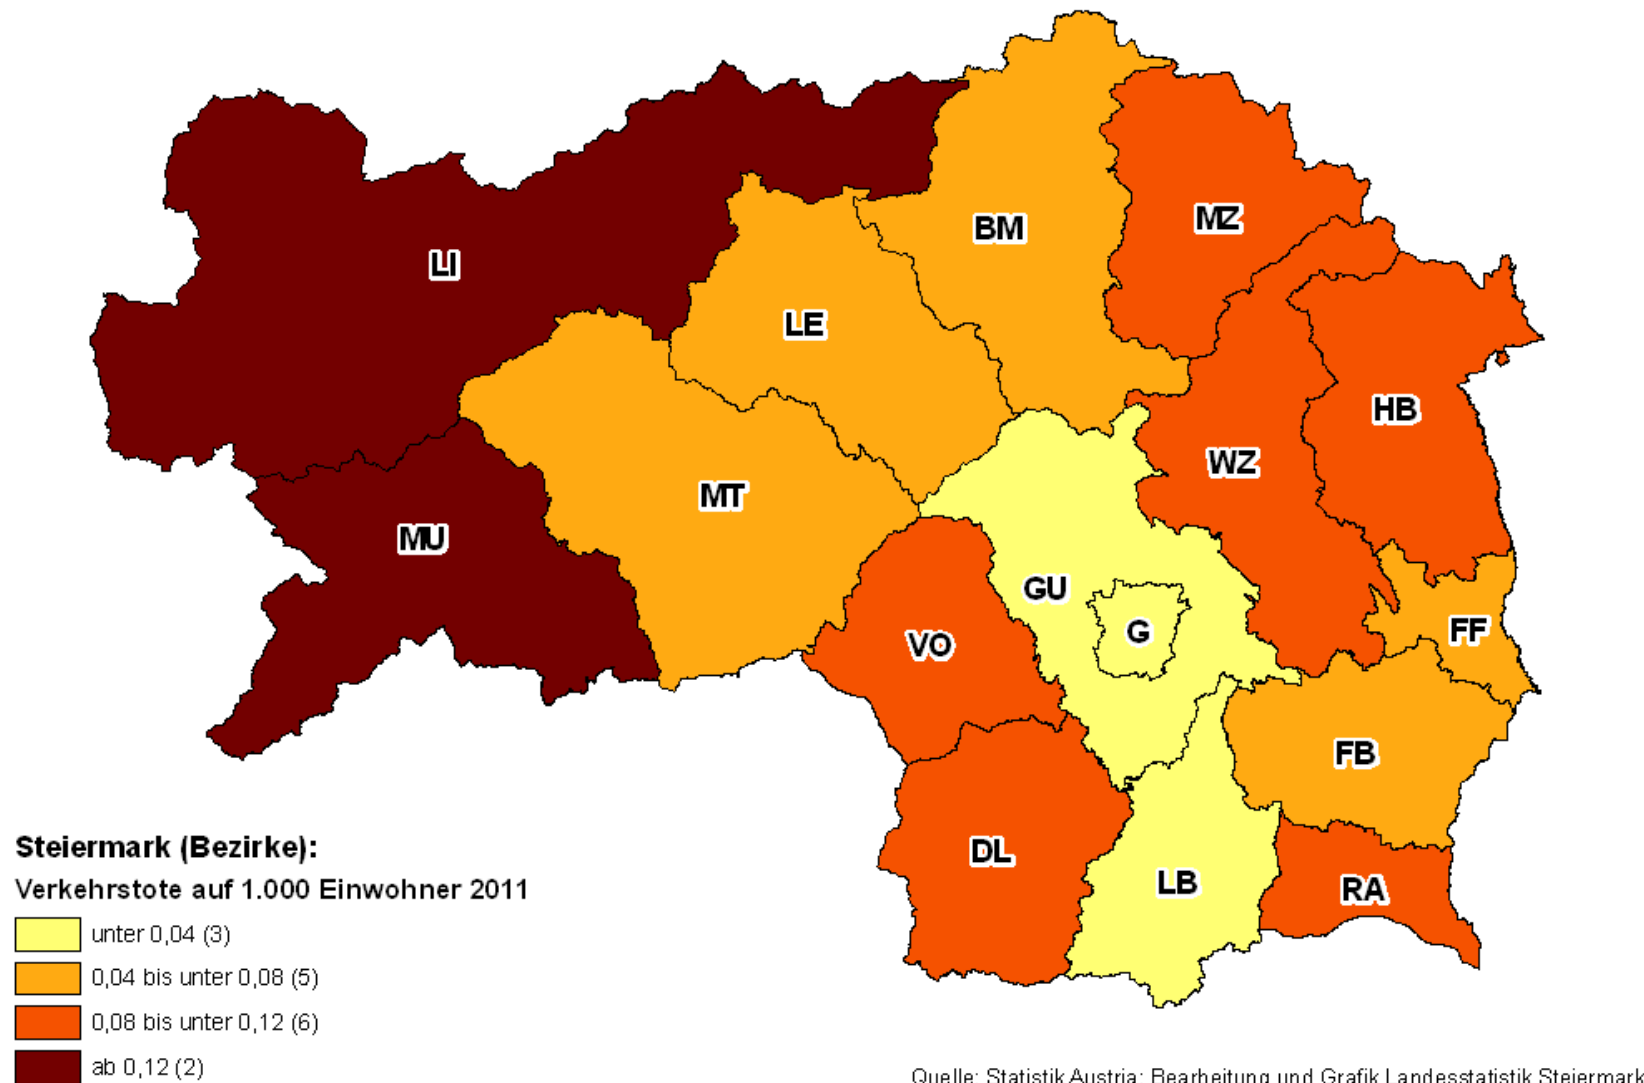 BM
MZ
LI
LE
HB
WZ
MT
MU
GU
G
FF
VO
FB
DL
LB
RA
Steiermark (Bezirke):
Verkehrstote auf 1.000 Einwohner 2011
unter 0,04 (3)
0,04 bis unter 0,08 (5)
0,08 bis unter 0,12 (6)
ab 0,12 (2)
Quelle: Statistik Austria; Bearbeitung und Grafik Landesstatistik Steiermark